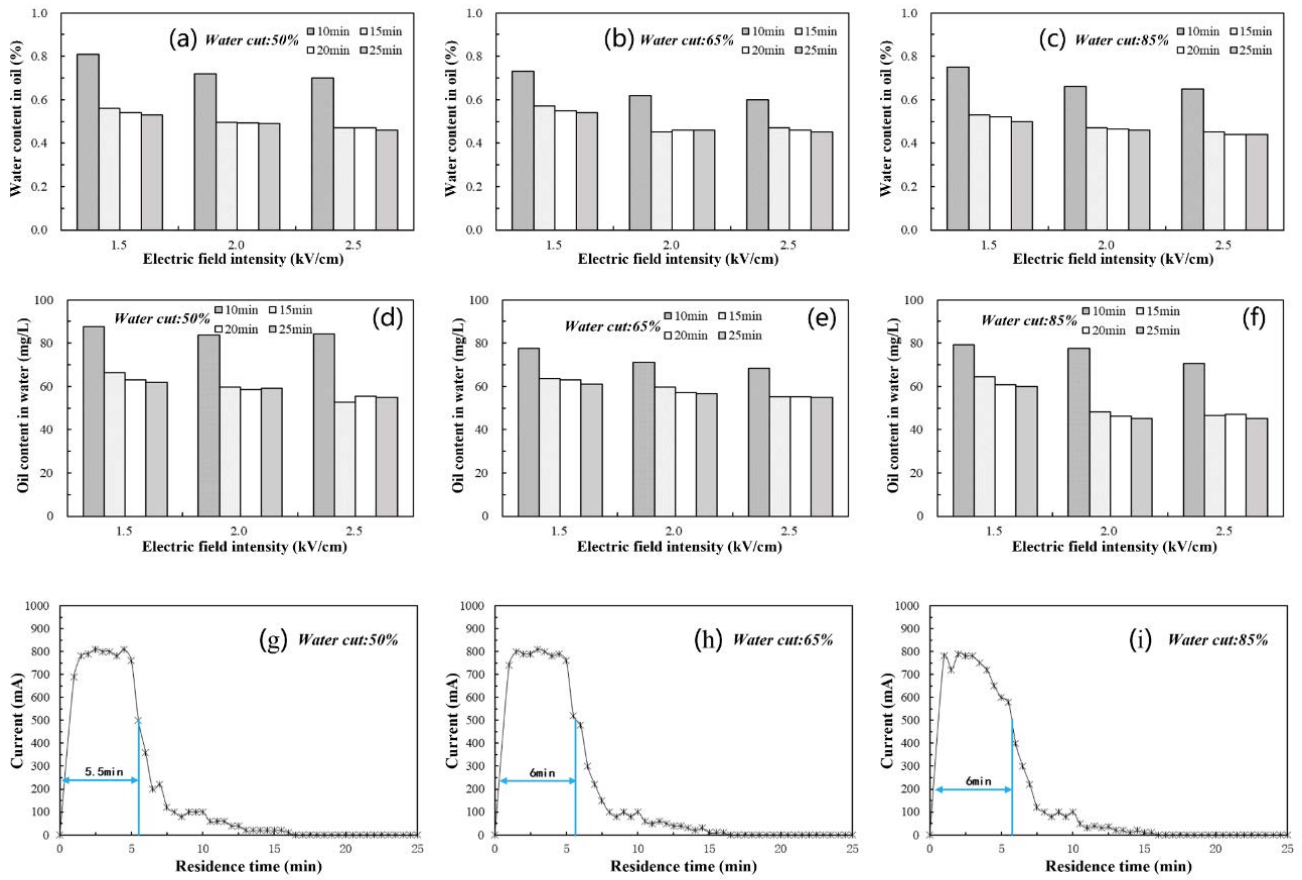 (a) Water cut:50%
10min 15min
20min 25min
Water content in oil (%)
1.0
0.8
0.6
0.4
0.2
0.0
1.5 2.0 2.5
Electric field intensity (kV/cm)
(b) Water cut:65%
10min 15min
20min 25min
Water content in oil (%)
1.0
0.8
0.6
0.4
0.2
0.0
1.5 2.0 2.5
Electric field intensity (kV/cm)
(c) Water cut:85%
10min 15min
20min 25min
Water content in oil (%)
1.0
0.8
0.6
0.4
0.2
0.0
1.5 2.0 2.5
Electric field intensity (kV/cm)
Water cut:50% (d)
10min 15min
20min 25min
Oil content in water (mg/L)
100
80
60
40
20
0
1.5 2.0 2.5
Electric field intensity (kV/cm)
Water cut:65% (e)
10min 15min
20min 25min
Oil content in water (mg/L)
100
80
60
40
20
0
1.5 2.0 2.5
Electric field intensity (kV/cm)
Water cut:85% (f)
10min 15min
20min 25min
Oil content in water (mg/L)
100
80
60
40
20
0
1.5 2.0 2.5
Electric field intensity (kV/cm)
(g) Water cut:50%
Current (mA)
1000
900
800
700
600
500
400
300
200
100
0
5.5min
0 5 10 15 20 25
Residence time (min)
(h) Water cut:65%
Current (mA)
1000
900
800
700
600
500
400
300
200
100
0
6min
0 5 10 15 20 25
Residence time (min)
(i) Water cut:85%
Current (mA)
1000
900
800
700
600
500
400
300
200
100
0
6min
0 5 10 15 20 25
Residence time (min)